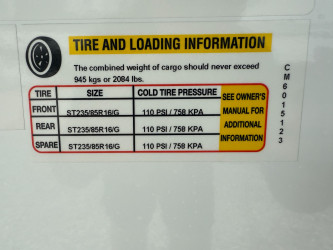 TIRE AND LOADING INFORMATION
The combined weight of cargo should never exceed
945 kgs or 2084 lbs.
TIRE SIZE COLD TIRE PRESSURE
FRONT ST235/85R16/G 110 PSI / 758 KPA
REAR ST235/85R16/G 110 PSI / 758 KPA
SPARE ST235/85R16/G 110 PSI / 758 KPA
SEE OWNER'S
MANUAL FOR
ADDITIONAL
INFORMATION
CM6015123